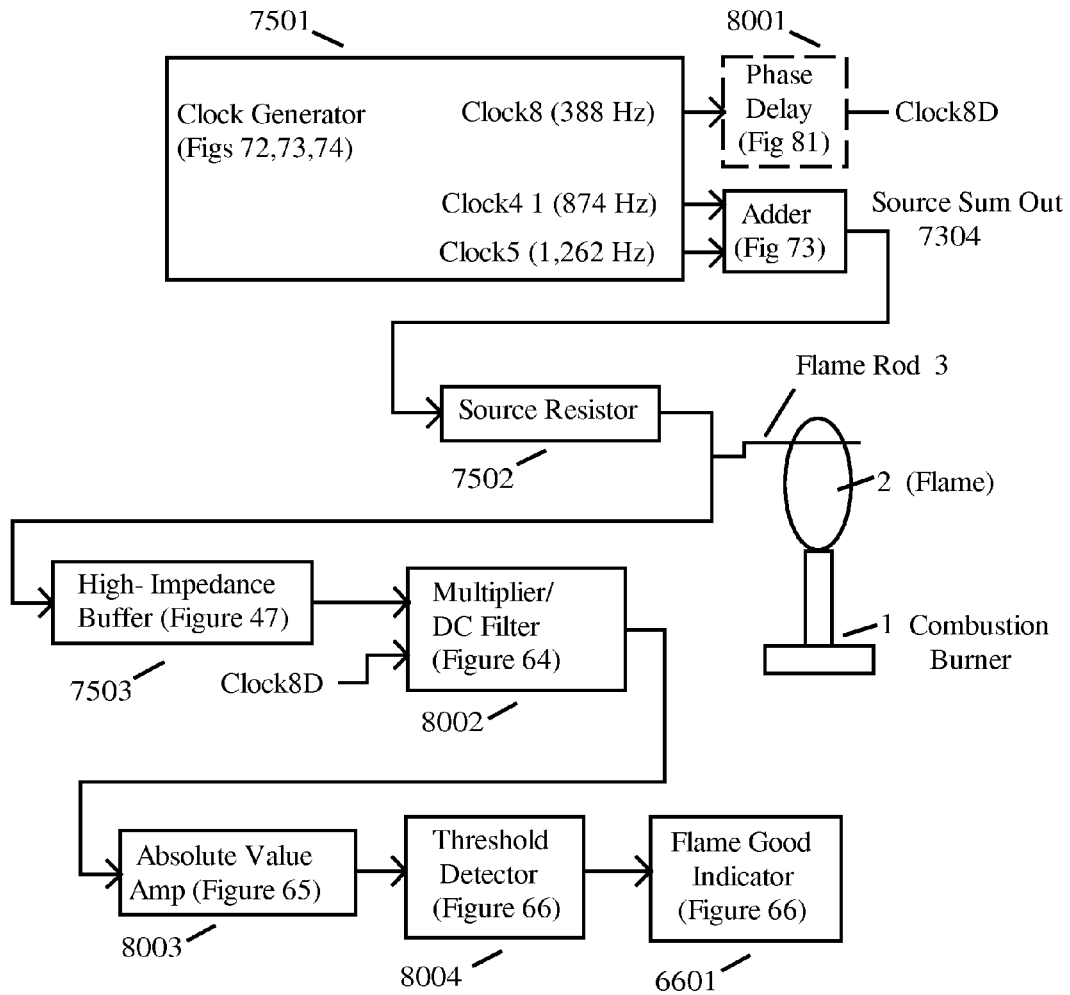 7501
8001
Clock Generator
(Figs 72,73,74)
Clock8 (388 Hz)
Phase
Delay
(Fig 81)
Clock8D
Clock4 1 (874 Hz)
Clock5 (1,262 Hz)
Adder
(Fig 73)
Source Sum Out
7304
Source Resistor
7502
Flame Rod 3
2 (Flame)
1 Combustion
Burner
High- Impedance
Buffer (Figure 47)
7503
Clock8D
Multiplier/
DC Filter
(Figure 64)
8002
Absolute Value
Amp (Figure 65)
8003
Threshold
Detector
(Figure 66)
8004
Flame Good
Indicator
(Figure 66)
6601